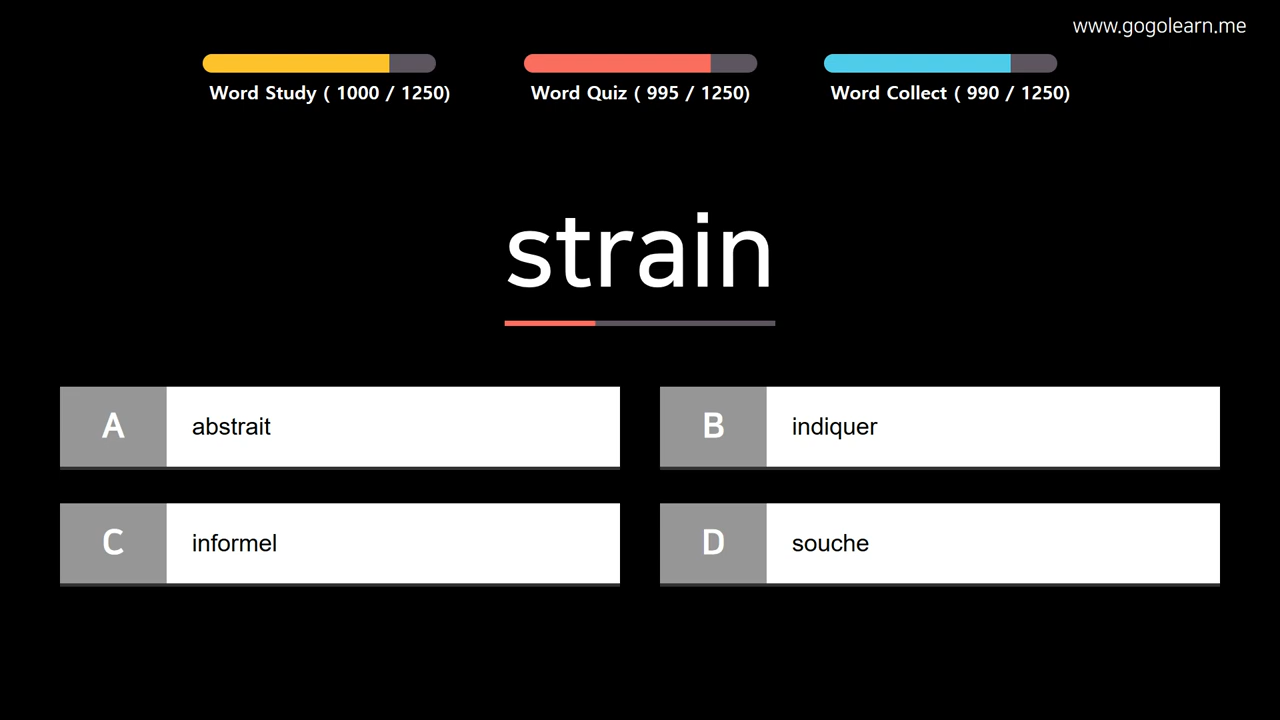 www.gogolearn.me
Word Study ( 1000 / 1250)
Word Quiz ( 995 / 1250)
Word Collect ( 990 / 1250)
strain
A abstrait
B indiquer
C informel
D souche